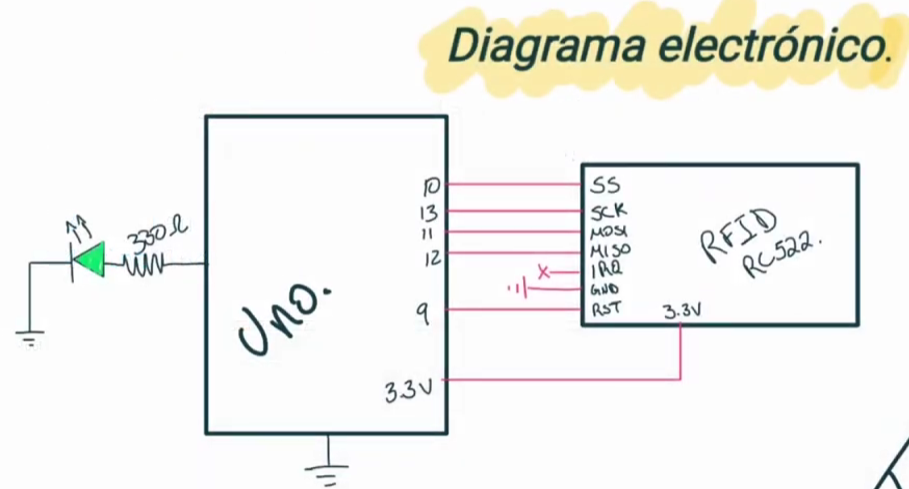 Diagrama electrónico.
330Ω
Uno.
10
13
11
12
9
3.3V
SS
SCK
MOSI
MISO
IRQ
GND
RST
3.3V
RFID
RC522.